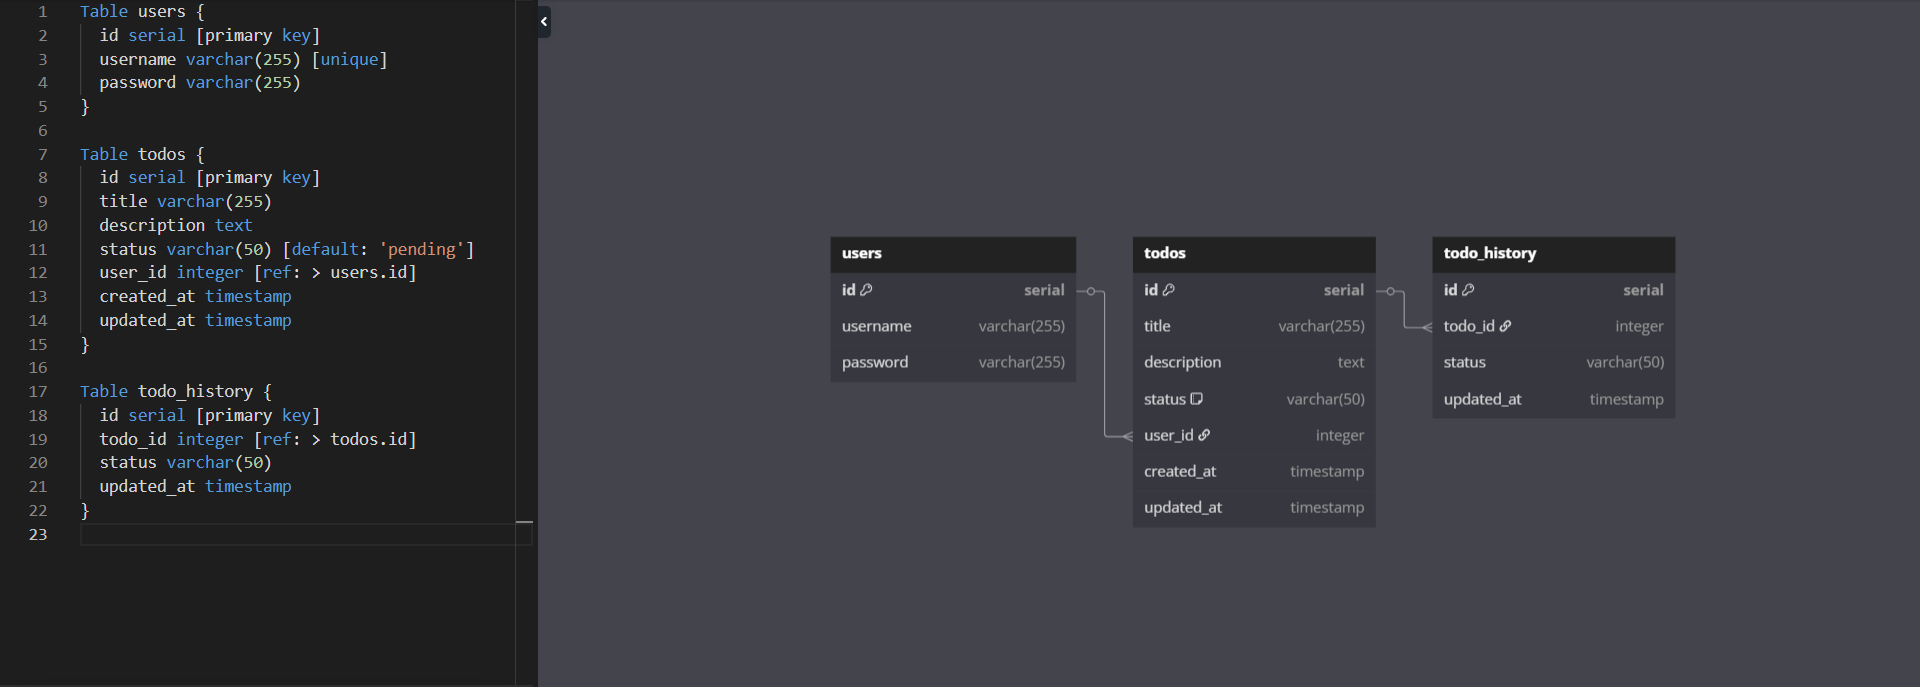 1 Table users {
2 id serial [primary key]
3 username varchar(255) [unique]
4 password varchar(255)
5 }
6
7 Table todos {
8 id serial [primary key]
9 title varchar(255)
10 description text
11 status varchar(50) [default: 'pending']
12 user_id integer [ref: > users.id]
13 created_at timestamp
14 updated_at timestamp
15 }
16
17 Table todo_history {
18 id serial [primary key]
19 todo_id integer [ref: > todos.id]
20 status varchar(50)
21 updated_at timestamp
22 }
23
users
id serial
username varchar(255)
password varchar(255)
todos
id serial
title varchar(255)
description text
status varchar(50)
user_id integer
created_at timestamp
updated_at timestamp
todo_history
id serial
todo_id integer
status varchar(50)
updated_at timestamp